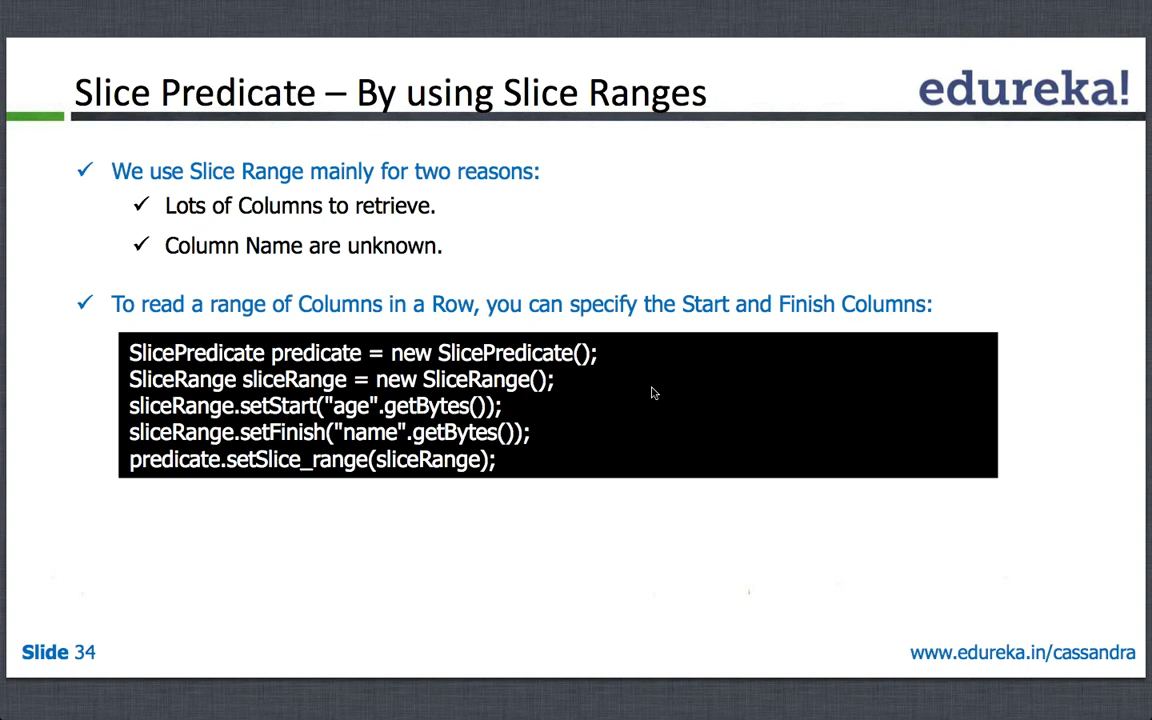 Slice Predicate – By using Slice Ranges
edureka!
✓ We use Slice Range mainly for two reasons:
✓ Lots of Columns to retrieve.
✓ Column Name are unknown.
✓ To read a range of Columns in a Row, you can specify the Start and Finish Columns:
SlicePredicate predicate = new SlicePredicate();
SliceRange sliceRange = new SliceRange();
sliceRange.setStart("age".getBytes());
sliceRange.setFinish("name".getBytes());
predicate.setSlice_range(sliceRange);
Slide 34
www.edureka.in/cassandra